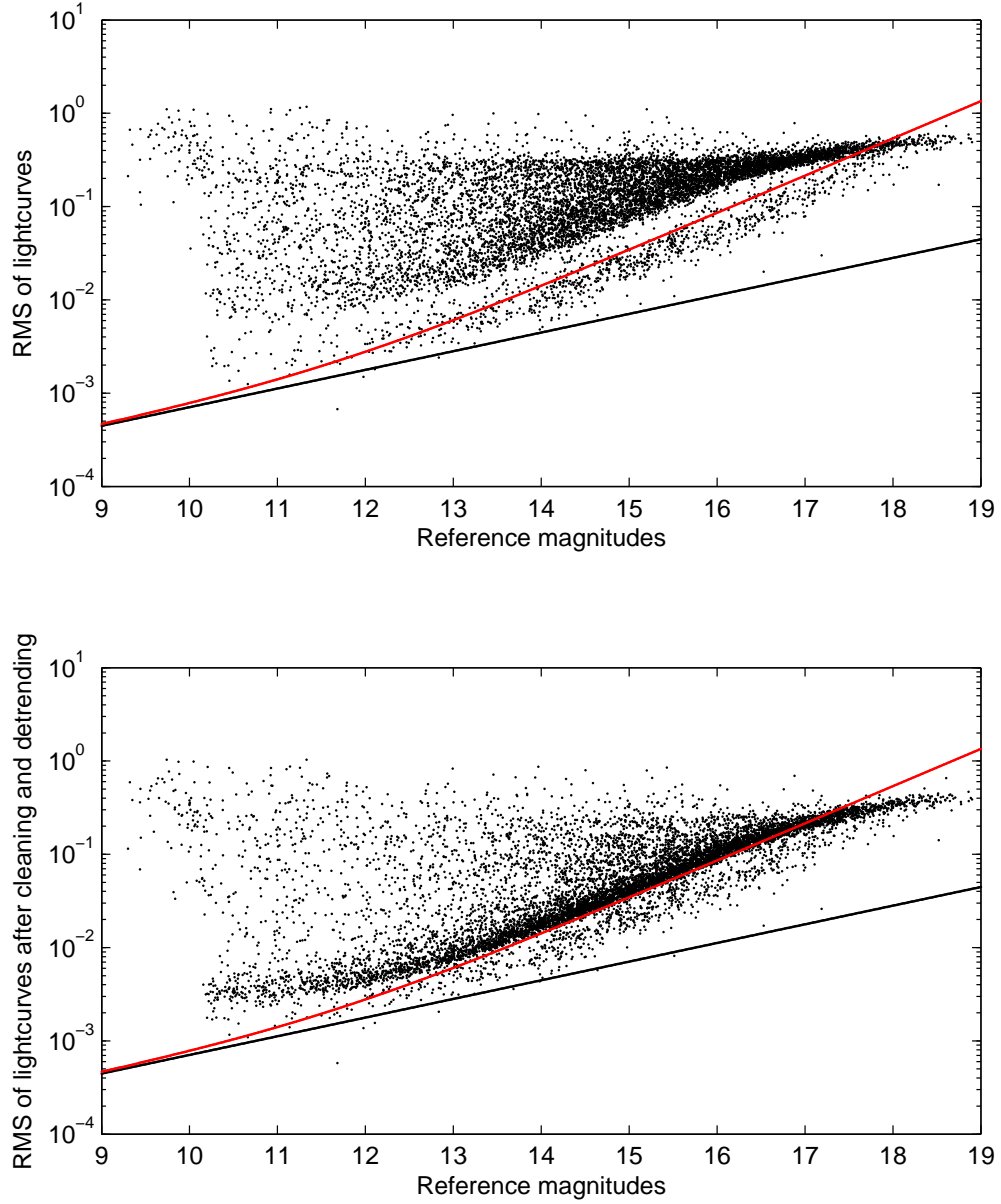 10^1
10^0
10^−1
10^−2
10^−3
10^−4
RMS of lightcurves
9 10 11 12 13 14 15 16 17 18 19
Reference magnitudes
10^1
10^0
10^−1
10^−2
10^−3
10^−4
RMS of lightcurves after cleaning and detrending
9 10 11 12 13 14 15 16 17 18 19
Reference magnitudes